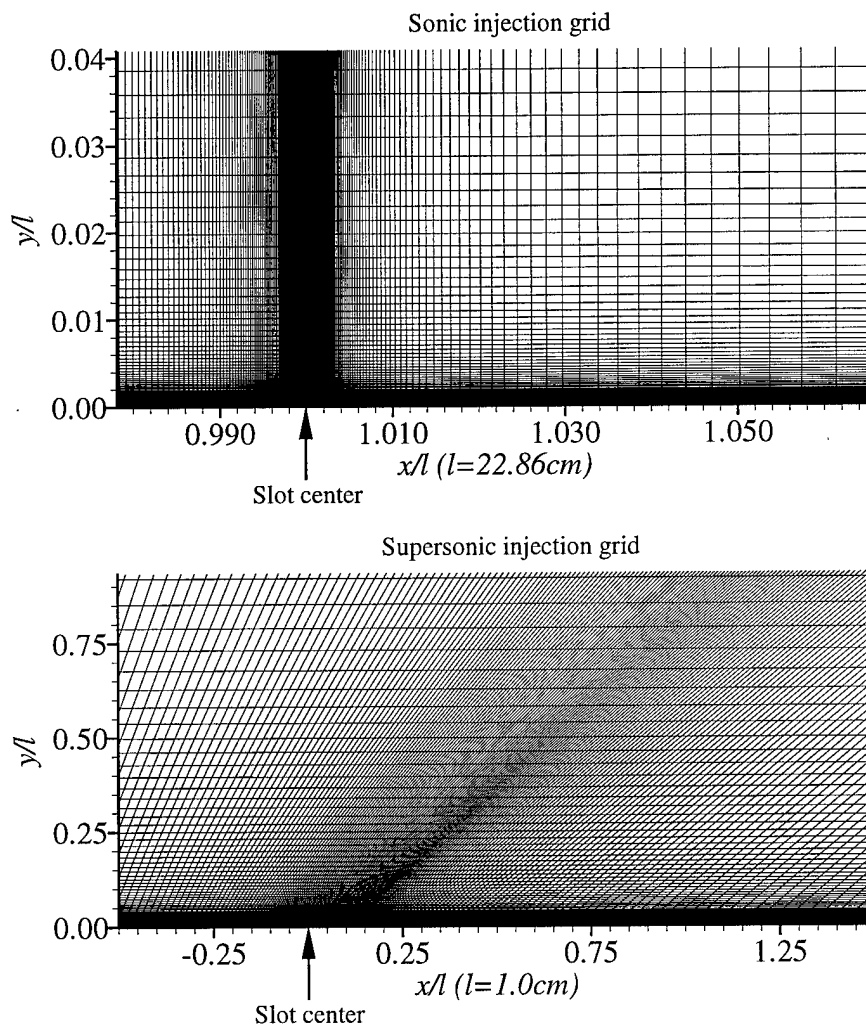 Sonic injection grid
0.04
0.03
0.02
0.01
0.00
y/l
0.990
1.010
1.030
1.050
x/l (l=22.86cm)
Slot center
Supersonic injection grid
0.75
0.50
0.25
0.00
y/l
-0.25
0.25
0.75
1.25
x/l (l=1.0cm)
Slot center